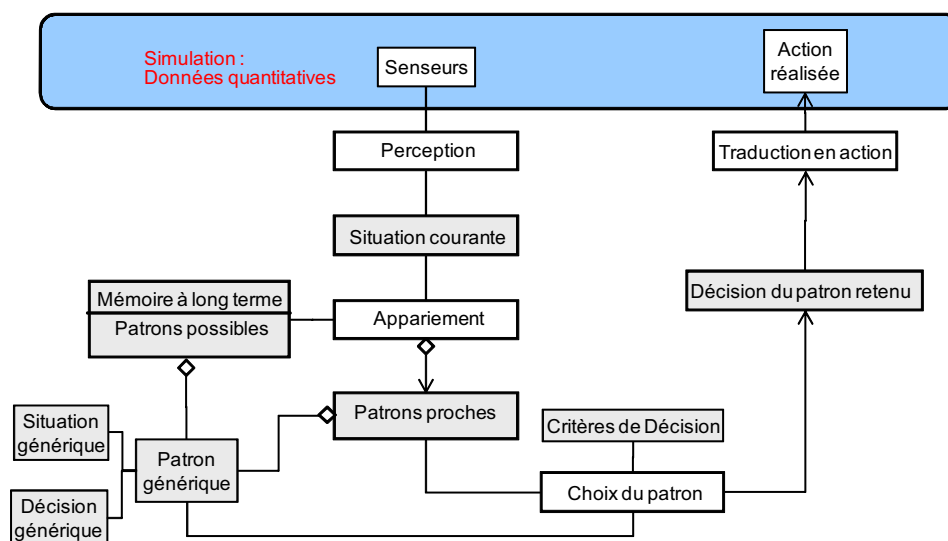 Simulation :
Données quantitatives
Senseurs
Action
réalisée
Perception
Traduction en action
Situation courante
Mémoire à long terme
Patrons possibles
Appariement
Décision du patron retenu
Patrons proches
Situation
générique
Critères de Décision
Patron
générique
Choix du patron
Décision
générique